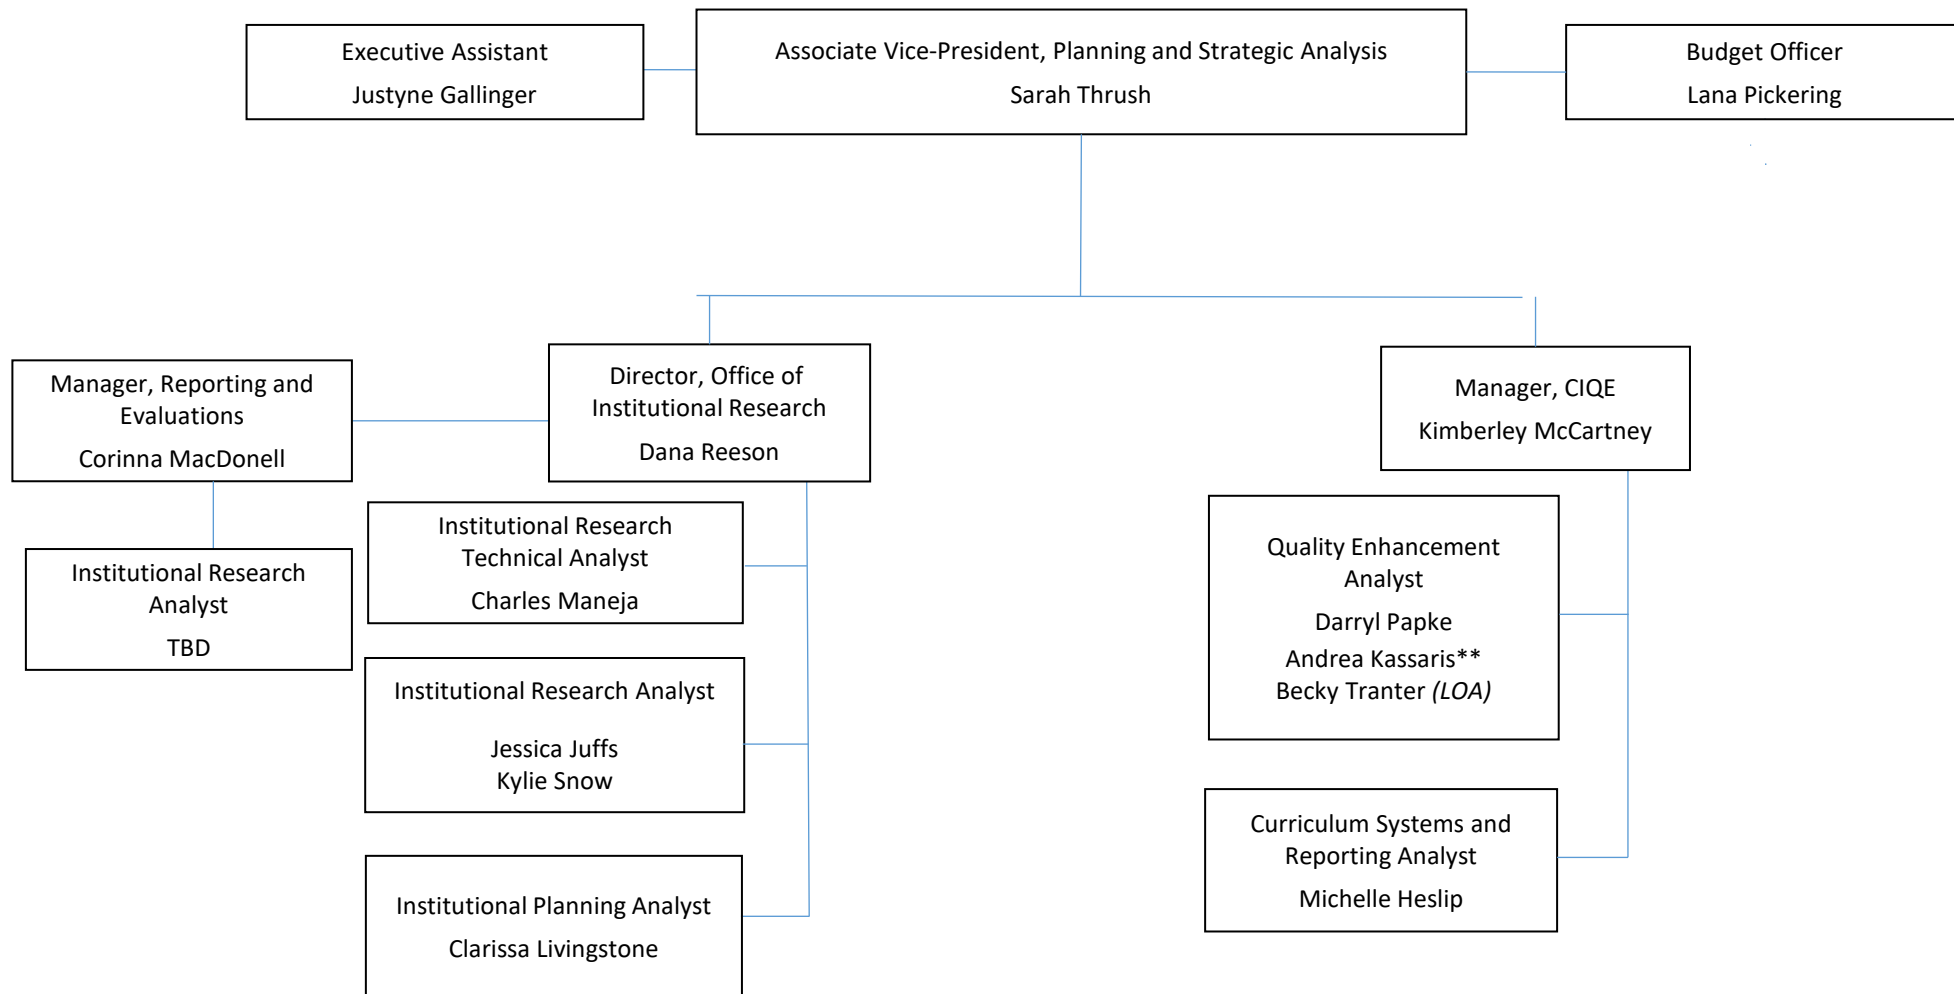 Executive Assistant
Justyne Gallinger
Associate Vice-President, Planning and Strategic Analysis
Sarah Thrush
Budget Officer
Lana Pickering
Manager, Reporting and
Evaluations
Corinna MacDonell
Director, Office of
Institutional Research
Dana Reeson
Manager, CIQE
Kimberley McCartney
Institutional Research
Analyst
TBD
Institutional Research
Technical Analyst
Charles Maneja
Institutional Research Analyst
Jessica Juffs
Kylie Snow
Institutional Planning Analyst
Clarissa Livingstone
Quality Enhancement
Analyst
Darryl Papke
Andrea Kassaris**
Becky Tranter (LOA)
Curriculum Systems and
Reporting Analyst
Michelle Heslip